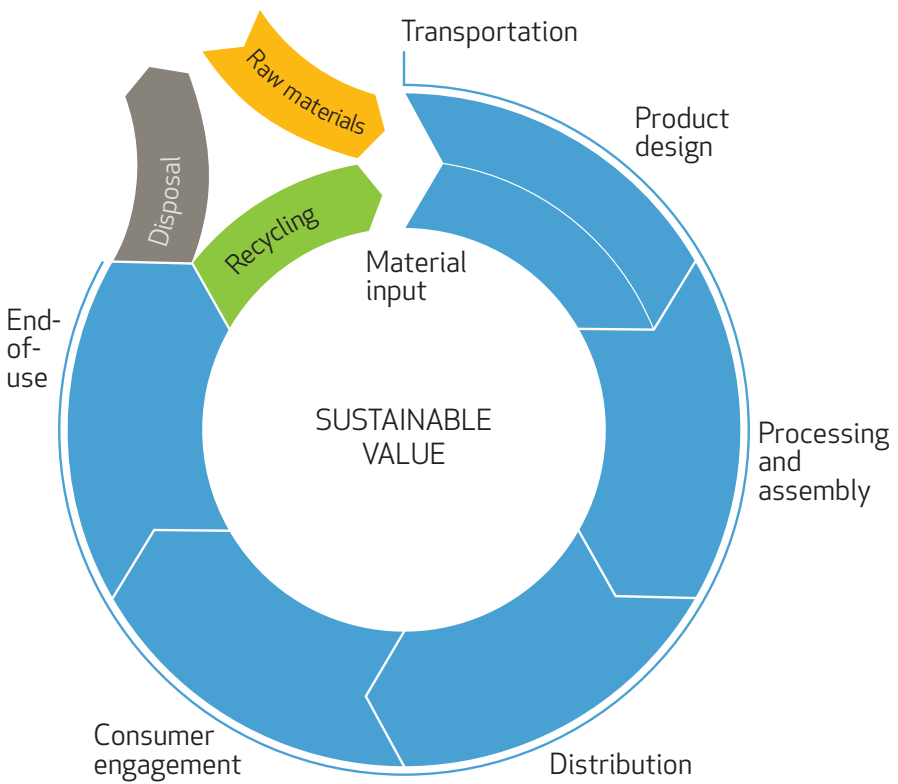 Transportation
Raw materials
Product
design
Disposal
Recycling
Material
input
End-
of-
use
SUSTAINABLE
VALUE
Processing
and
assembly
Consumer
engagement
Distribution